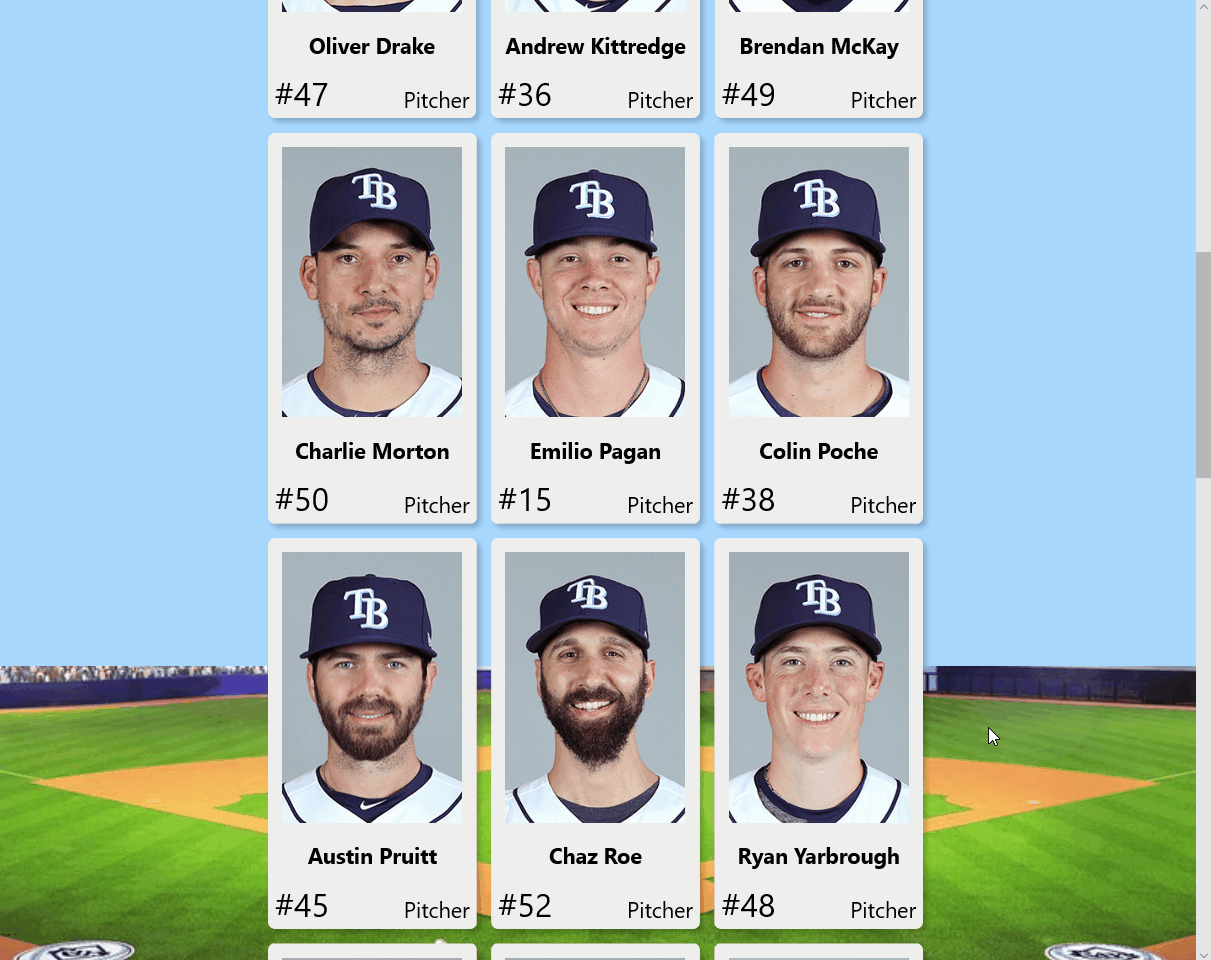 Oliver Drake
#47 Pitcher
Andrew Kittredge
#36 Pitcher
Brendan McKay
#49 Pitcher
TB
Charlie Morton
#50 Pitcher
TB
Emilio Pagan
#15 Pitcher
TB
Colin Poche
#38 Pitcher
TB
Austin Pruitt
#45 Pitcher
TB
Chaz Roe
#52 Pitcher
TB
Ryan Yarbrough
#48 Pitcher